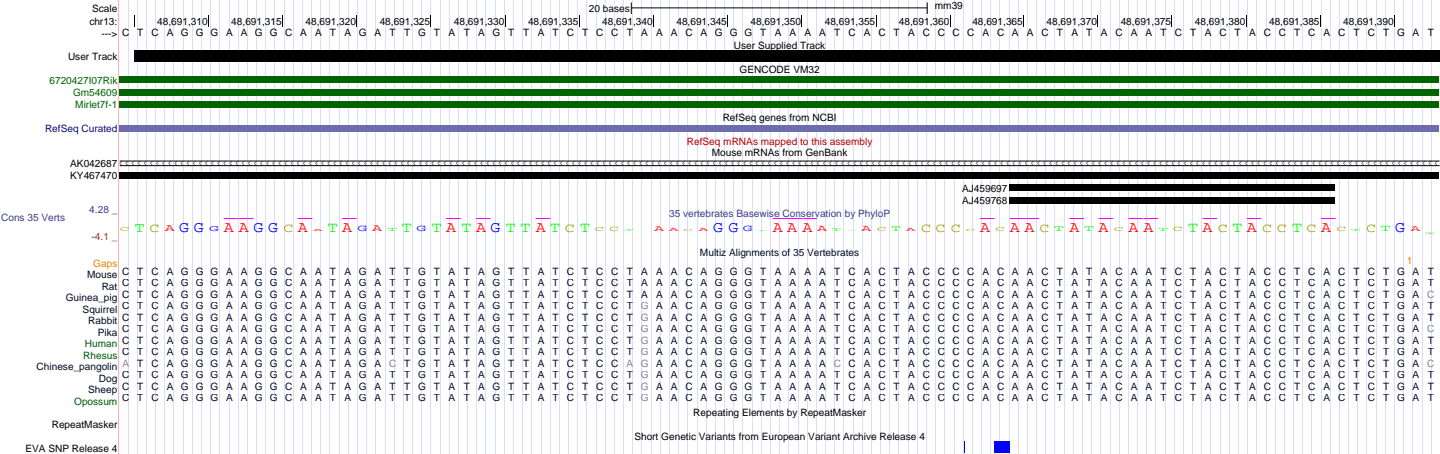 Scale 20 bases mm39
chr13: 48,691,310 48,691,315 48,691,320 48,691,325 48,691,330 48,691,335 48,691,340 48,691,345 48,691,350 48,691,355 48,691,360 48,691,365 48,691,370 48,691,375 48,691,380 48,691,385 48,691,390
---> C T C A G G G A A G G C A A T A G A T T G T A T A G T T A T C T C C T A A A C A G G G T A A A A T C A C T A C C C C A C A A C T A T A C A A T C T A C T A C C T C A C T C T G A T
User Supplied Track
User Track
GENCODE VM32
6720427I07Rik
Gm54609
Mirlet7f-1
RefSeq genes from NCBI
RefSeq Curated
RefSeq mRNAs mapped to this assembly
Mouse mRNAs from GenBank
AK042687
KY467470
AJ459697
AJ459768
4.28 _
35 vertebrates Basewise Conservation by PhyloP
Cons 35 Verts
-4.1 _
Multiz Alignments of 35 Vertebrates
Gaps 1
Mouse C T C A G G G A A G G C A A T A G A T T G T A T A G T T A T C T C C T A A A C A G G G T A A A A T C A C T A C C C C A C A A C T A T A C A A T C T A C T A C C T C A C T C T G A T
Rat C T C A G G G A A G G C A A T A G A T T G T A T A G T T A T C T C C T A A A C A G G G T A A A A T C A C T A C C C C A C A A C T A T A C A A T C T A C T A C C T C A C T C T G A T
Guinea_pig C T C A G G G A A G G C A A T A G A T T G T A T A G T T A T C T C C T A A A C A G G G T A A A A T C A C T A C C C C A C A A C T A T A C A A T C T A C T A C C T C A C T C T G A C
Squirrel C T C A G G G A A G G C A A T A G A T T G T A T A G T T A T C T C C T G A A C A G G G T A A A A T C A C T A C C C C A C A A C T A T A C A A T C T A C T A C C T C A C T C T G A T
Rabbit C T C A G G G A A G G C A A T A G A T T G T A T A G T T A T C T C C T G A A C A G G G T A A A A T C A C T A C C C C A C A A C T A T A C A A T C T A C T A C C T C A C T C T G A T
Pika C T C A G G G A A G G C A A T A G A T T G T A T A G T T A T C T C C T G A A C A G G G T A A A A T C A C T A C C C C A C A A C T A T A C A A T C T A C T A C C T C A C T C T G A C
Human C T C A G G G A A G G C A A T A G A T T G T A T A G T T A T C T C C T G A A C A G G G T A A A A T C A C T A C C C C A C A A C T A T A C A A T C T A C T A C C T C A C T C T G A T
Rhesus C T C A G G G A A G G C A A T A G A T T G T A T A G T T A T C T C C T G A A C A G G G T A A A A T C A C T A C C C C A C A A C T A T A C A A T C T A C T A C C T C A C T C T G A T
Chinese_pangolin A T C A G G G A A G G C A A T A G A C T G T A T A G T T A T C T C C A G A A C A G G G T A A A A C C A C T A C C C C A C A A C T A T A C A A T C T A C T A C C T C A C T C T G A C
Dog C T C A G G G A A G G C A A T A G A T T G T A T A G T T A T C T C C T G A A C A G G G T A A A A T C A C T A C C C C A C A A C T A T A C A A T C T A C T A C C T C A C T C T G A T
Sheep C T C A G G G A A G G C A A T A G A T T G T A T A G T T A T C T C C T G A A C A G G G T A A A A T C A C T A C C C C A C A A C T A T A C A A T C T A C T A C C T C A C T C T G A T
Opossum C T C A G G G A A G G C A A T A G A T T G T A T A G T T A T C T C C T G A A C A G G G T A A A A T C A C T A C C C C A C A A C T A T A C A A T C T A C T A C C T C A C T C T G A T
Repeating Elements by RepeatMasker
RepeatMasker
Short Genetic Variants from European Variant Archive Release 4
EVA SNP Release 4